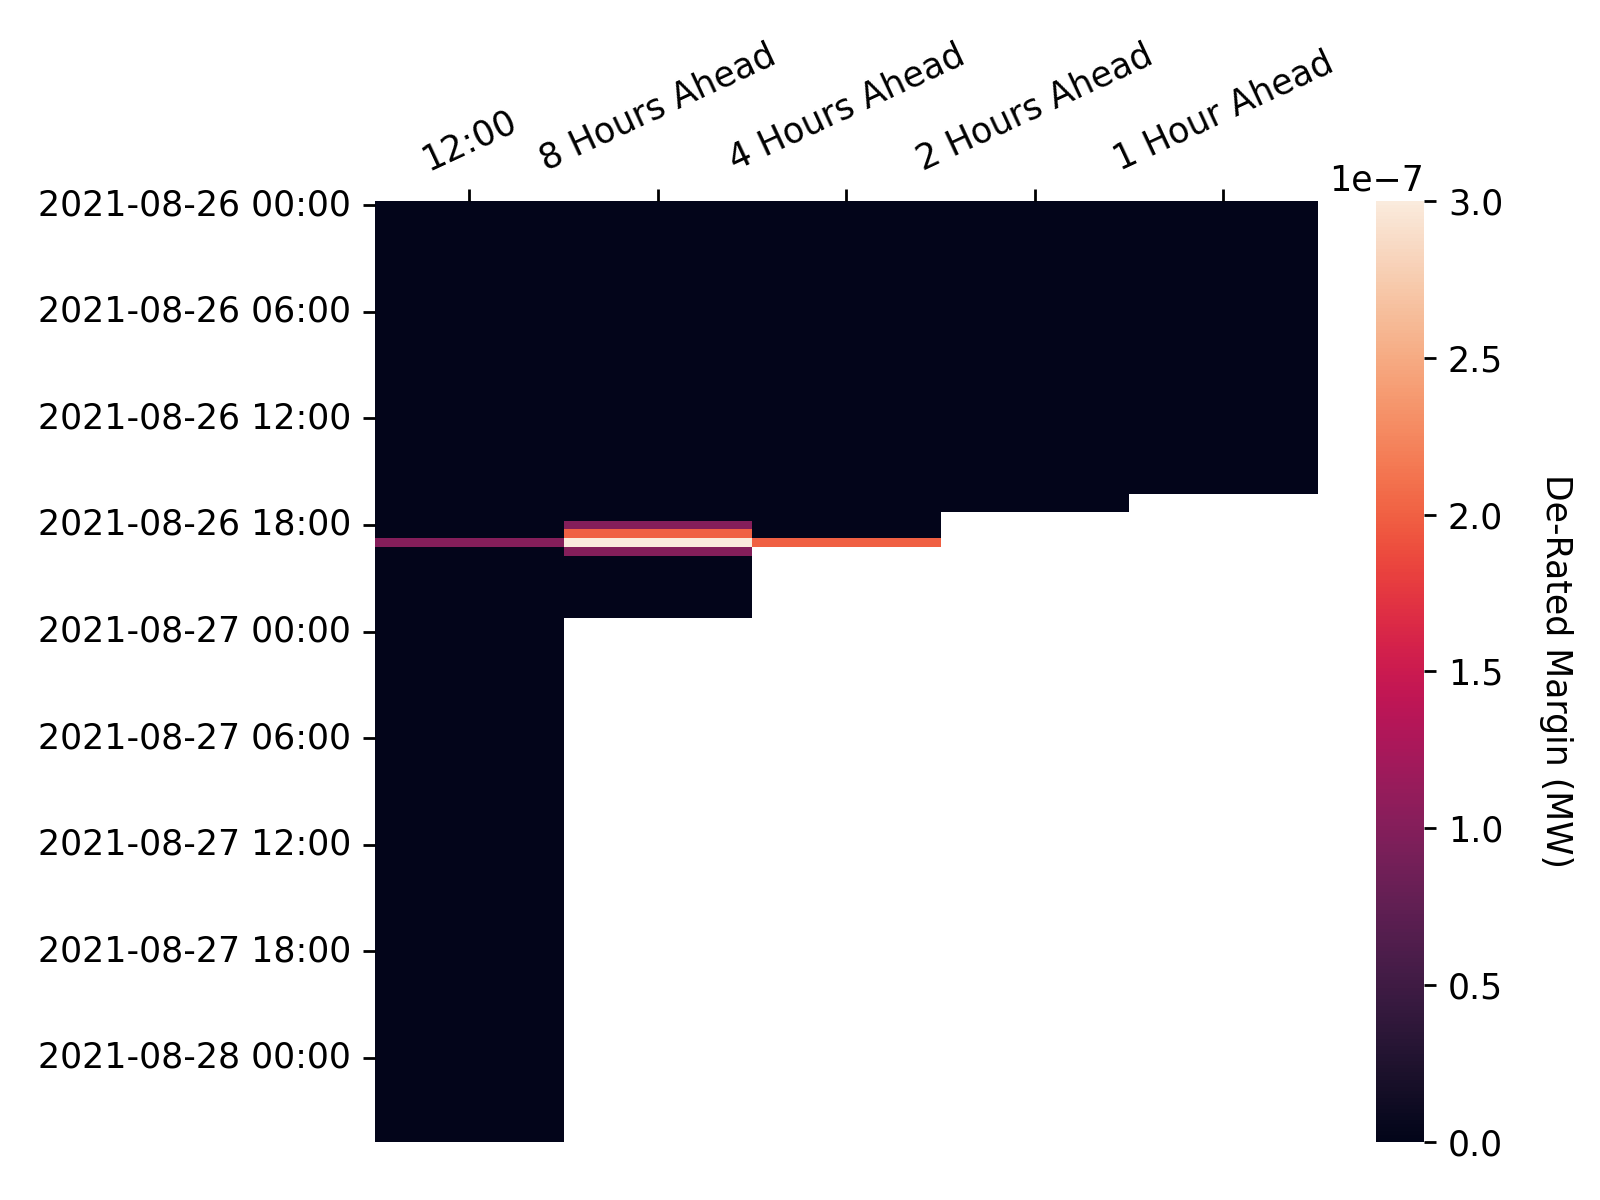 12:00
8 Hours Ahead
4 Hours Ahead
2 Hours Ahead
1 Hour Ahead
2021-08-26 00:00
2021-08-26 06:00
2021-08-26 12:00
2021-08-26 18:00
2021-08-27 00:00
2021-08-27 06:00
2021-08-27 12:00
2021-08-27 18:00
2021-08-28 00:00
1e−7
3.0
2.5
2.0
1.5
1.0
0.5
0.0
De-Rated Margin (MW)